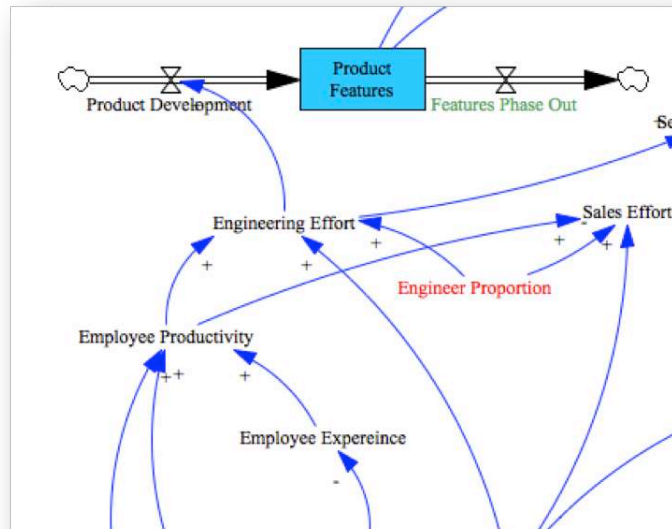 Product
Features
Product Development
+
Features Phase Out
+
Engineering Effort
Sales Effort
-
+
+
+
+
+
Engineer Proportion
Employee Productivity
+
+
+
Employee Expereince
-